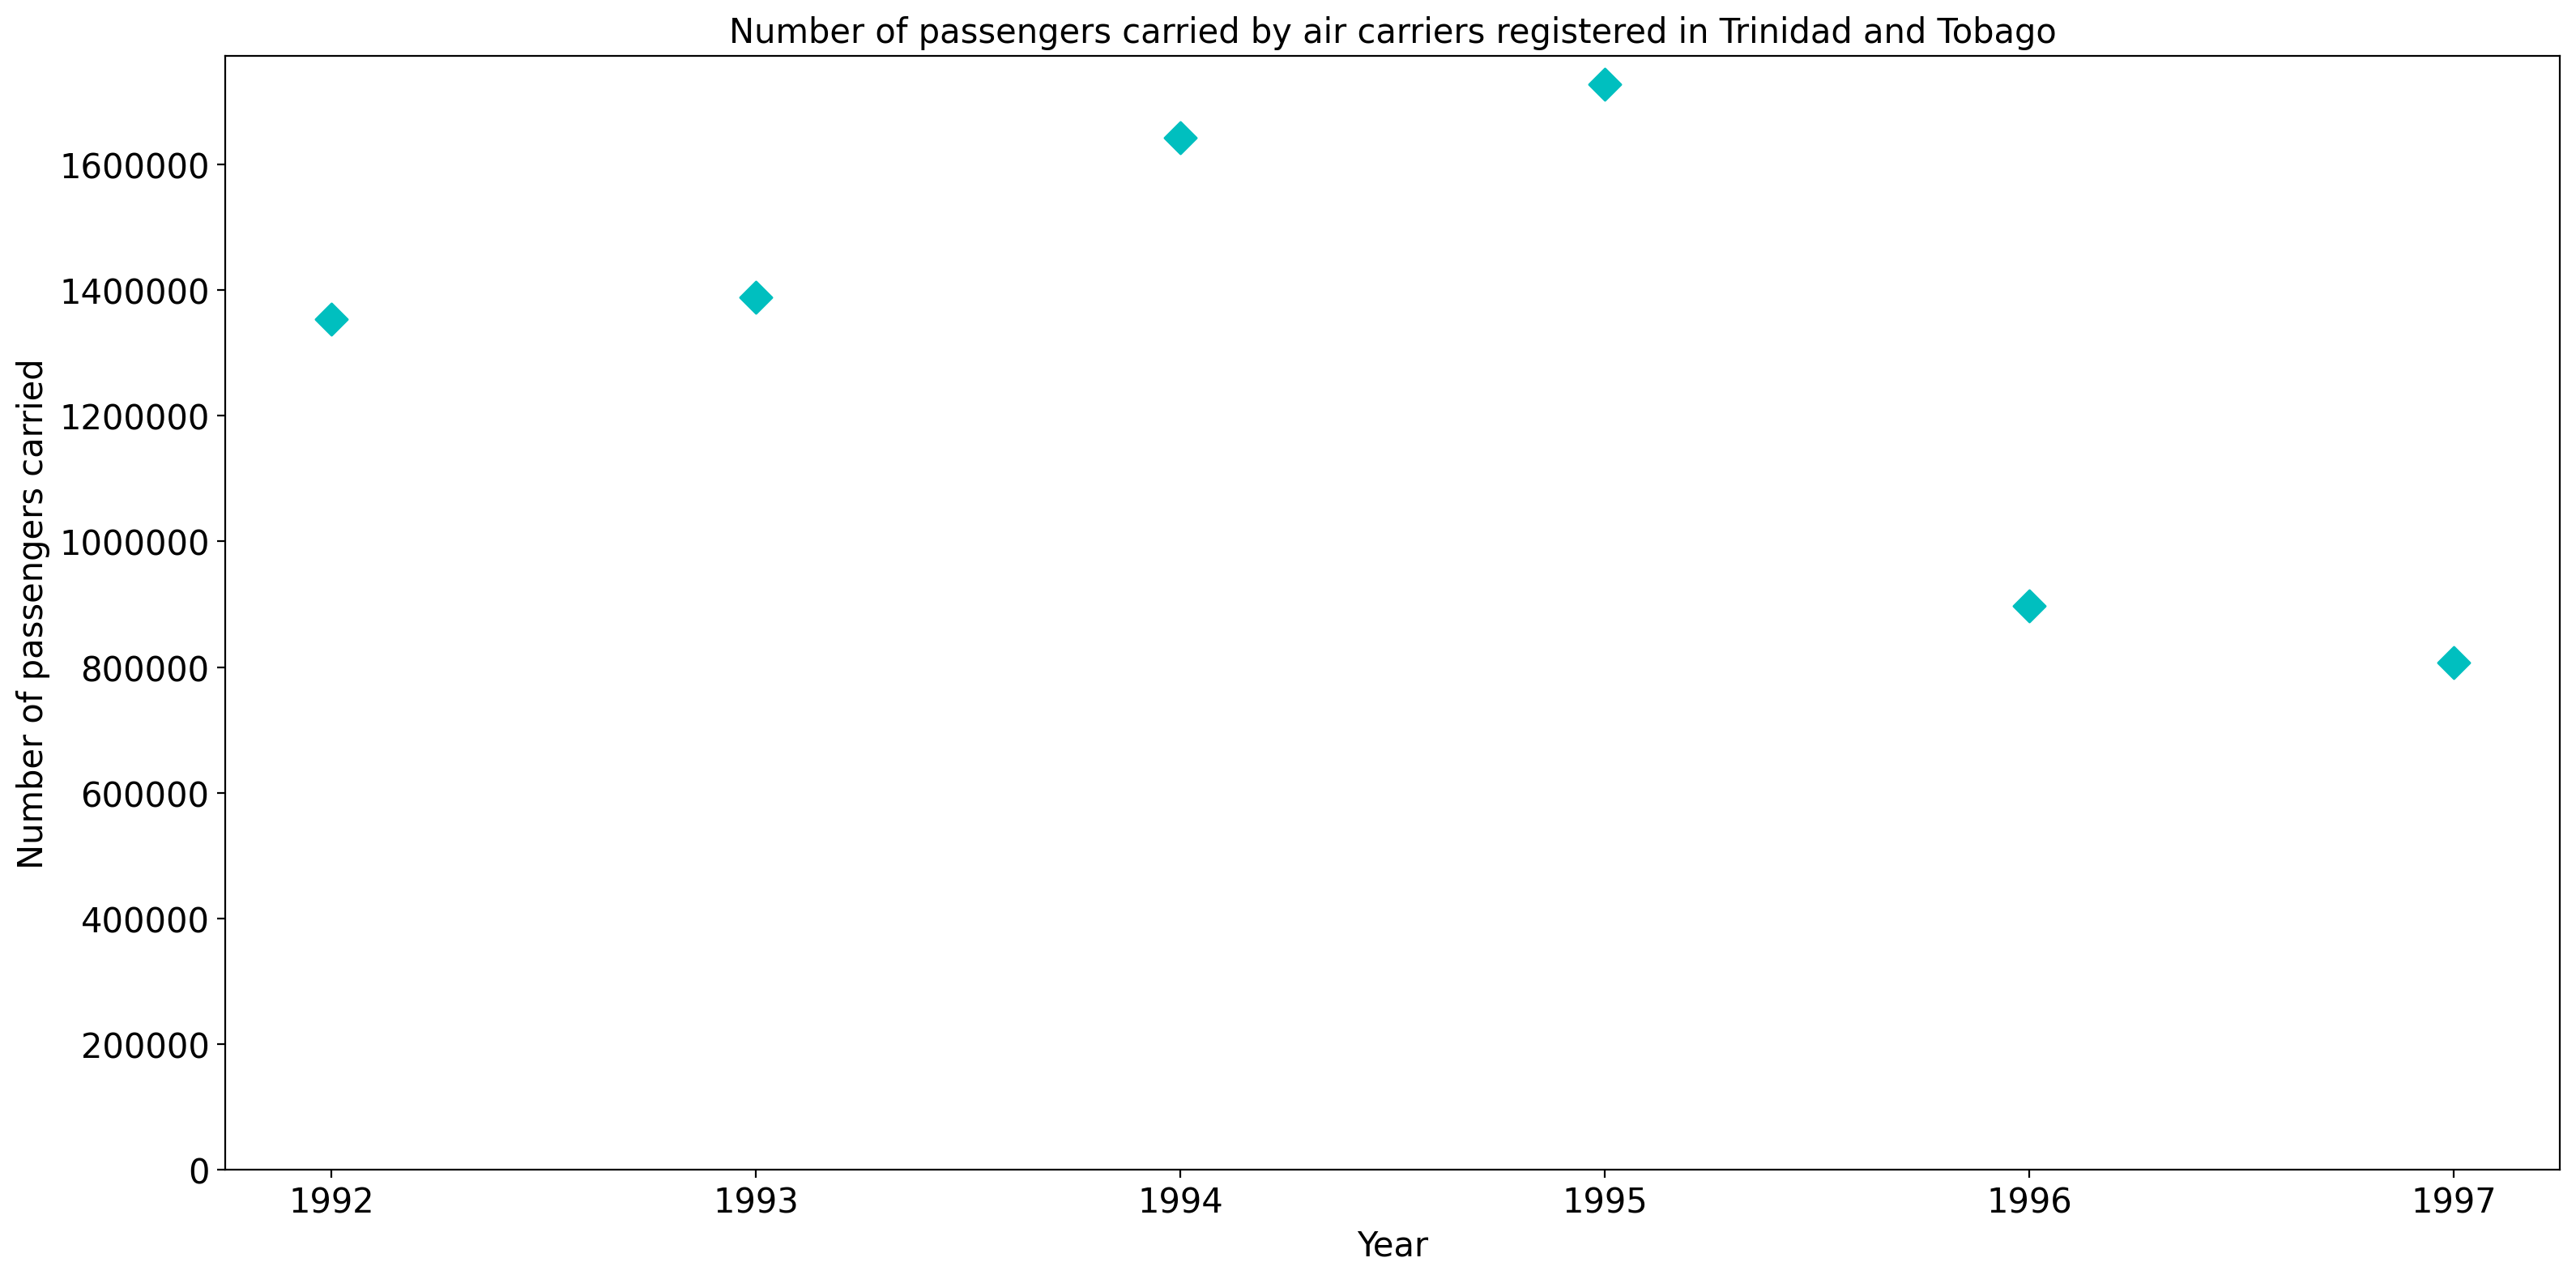 Number of passengers carried by air carriers registered in Trinidad and Tobago
Number of passengers carried
1600000
1400000
1200000
1000000
800000
600000
400000
200000
0
1992 1993 1994 1995 1996 1997
Year